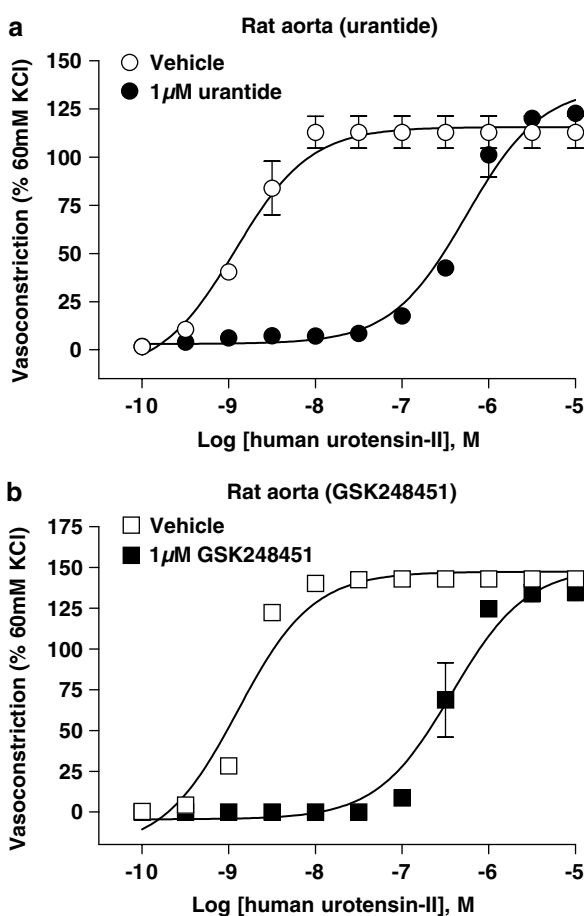 a
Rat aorta (urantide)
Vasoconstriction (% 60mM KCl)
150
125
100
75
50
25
0
Vehicle
1μM urantide
-10 -9 -8 -7 -6 -5
Log [human urotensin-II], M
b
Rat aorta (GSK248451)
Vasoconstriction (% 60mM KCl)
175
150
125
100
75
50
25
0
Vehicle
1μM GSK248451
-10 -9 -8 -7 -6 -5
Log [human urotensin-II], M